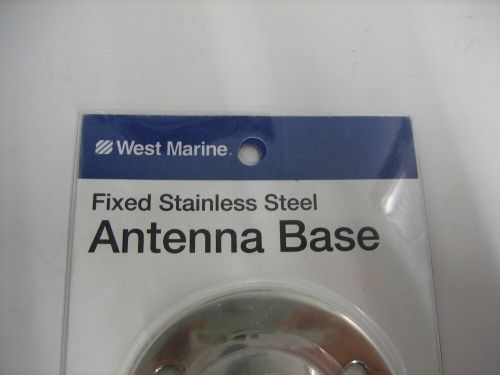 West Marine®
Fixed Stainless Steel
Antenna Base